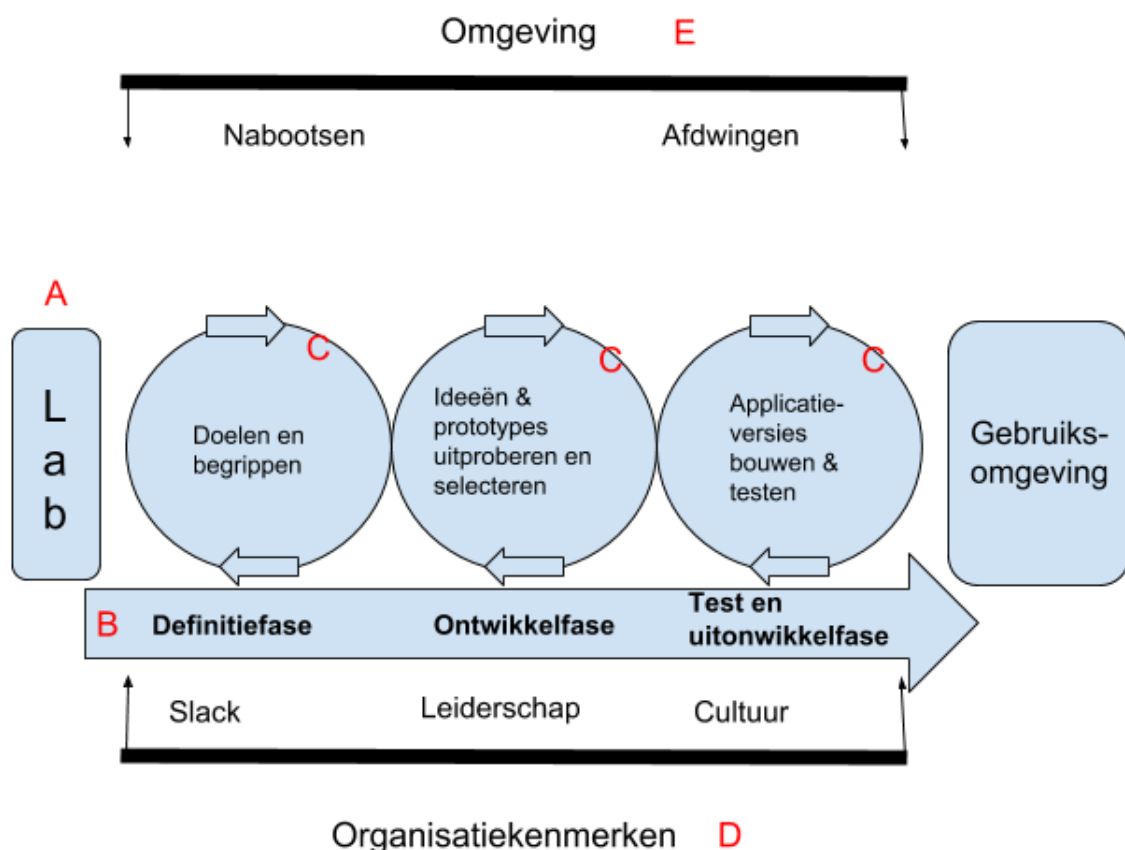 Omgeving E
Nabootsen
Afdwingen
A
L
a
b
C
Doelen en
begrippen
C
Ideeën &
prototypes
uitproberen en
selecteren
C
Applicatie-
versies
bouwen &
testen
Gebruiks-
omgeving
B
Definitiefase
Ontwikkelfase
Test en
uitonwikkelfase
Slack
Leiderschap
Cultuur
Organisatiekenmerken D